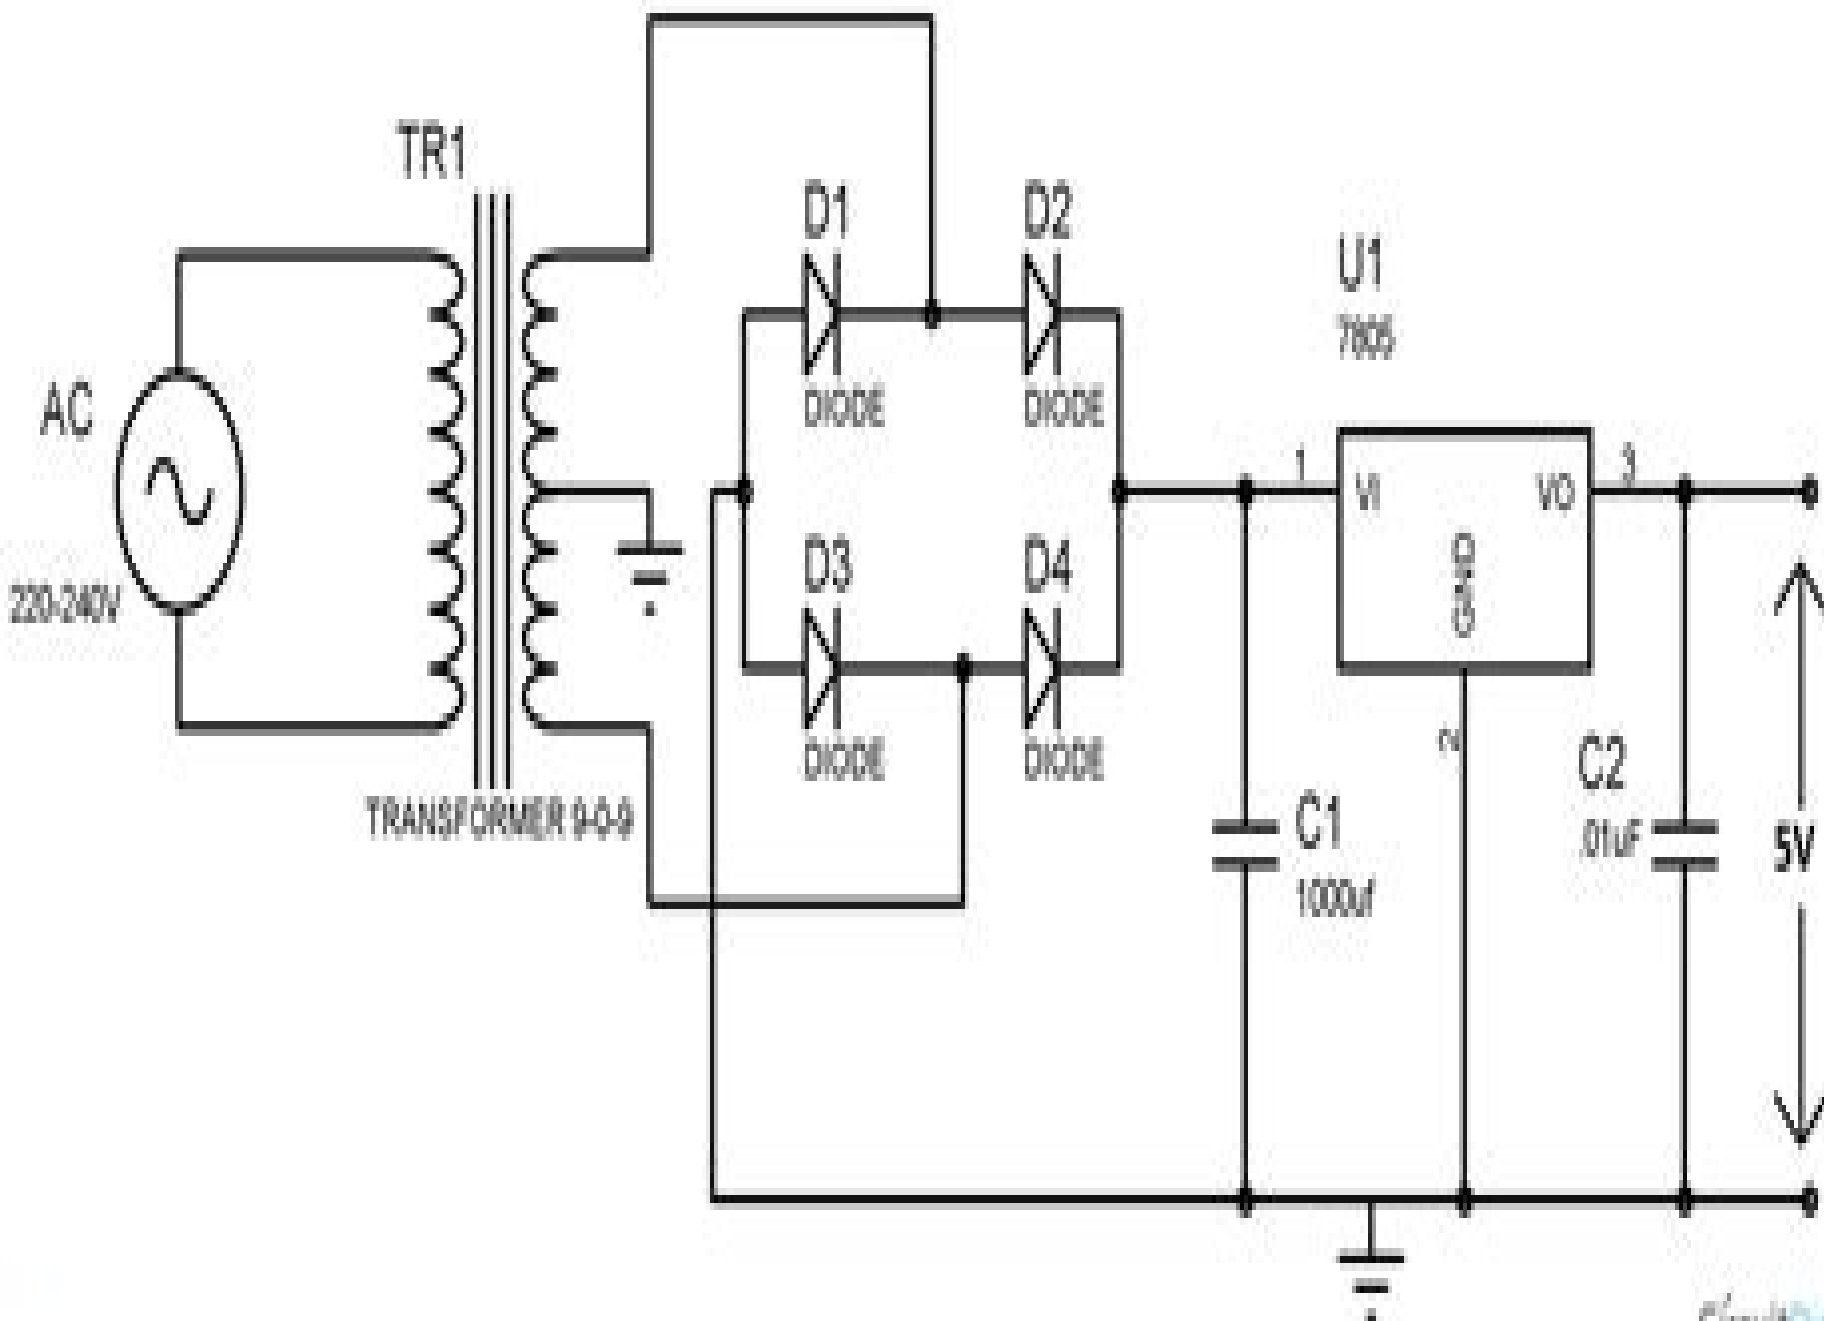 TR1
D1
D2
U1
7805
AC
DIODE
DIODE
1
VI
VO
3
GND
D3
D4
220-240V
2
DIODE
DIODE
C2
.01uF
5V
TRANSFORMER 9-0-9
C1
1000uf